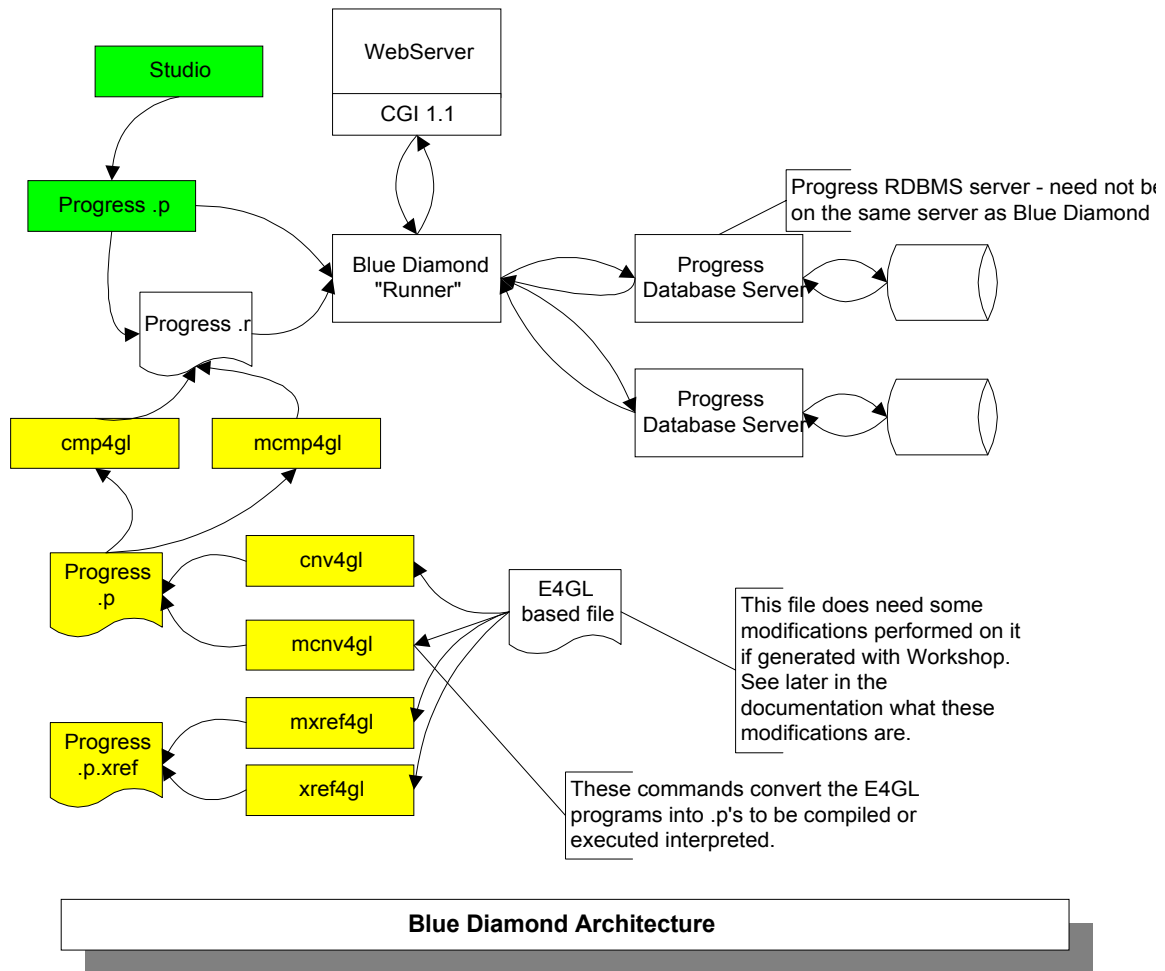 WebServer
Studio
CGI 1.1
Progress .p
Progress RDBMS server - need not be
on the same server as Blue Diamond
Blue Diamond
"Runner"
Progress
Database Server
Progress .r
Progress
Database Server
cmp4gl
mcmp4gl
cnv4gl
Progress
.p
E4GL
based file
mcnv4gl
This file does need some
modifications performed on it
if generated with Workshop.
See later in the
documentation what these
modifications are.
mxref4gl
Progress
.p.xref
xref4gl
These commands convert the E4GL
programs into .p's to be compiled or
executed interpreted.
Blue Diamond Architecture